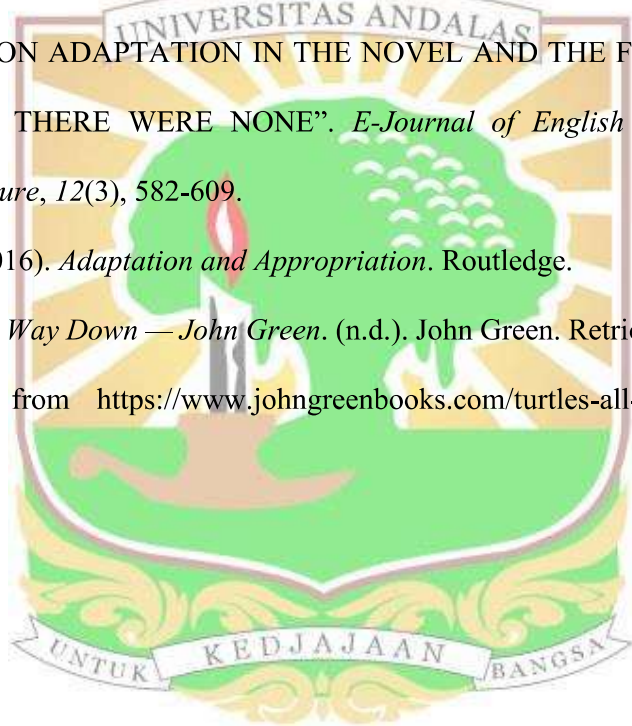 UNIVERSITAS ANDALAS
ON ADAPTATION IN THE NOVEL AND THE F
THERE WERE NONE”. E-Journal of English
ure, 12(3), 582-609.
016). Adaptation and Appropriation. Routledge.
Way Down — John Green. (n.d.). John Green. Retri
from https://www.johngreenbooks.com/turtles-all-
UNTUK KEDJAJAAN BANGSA